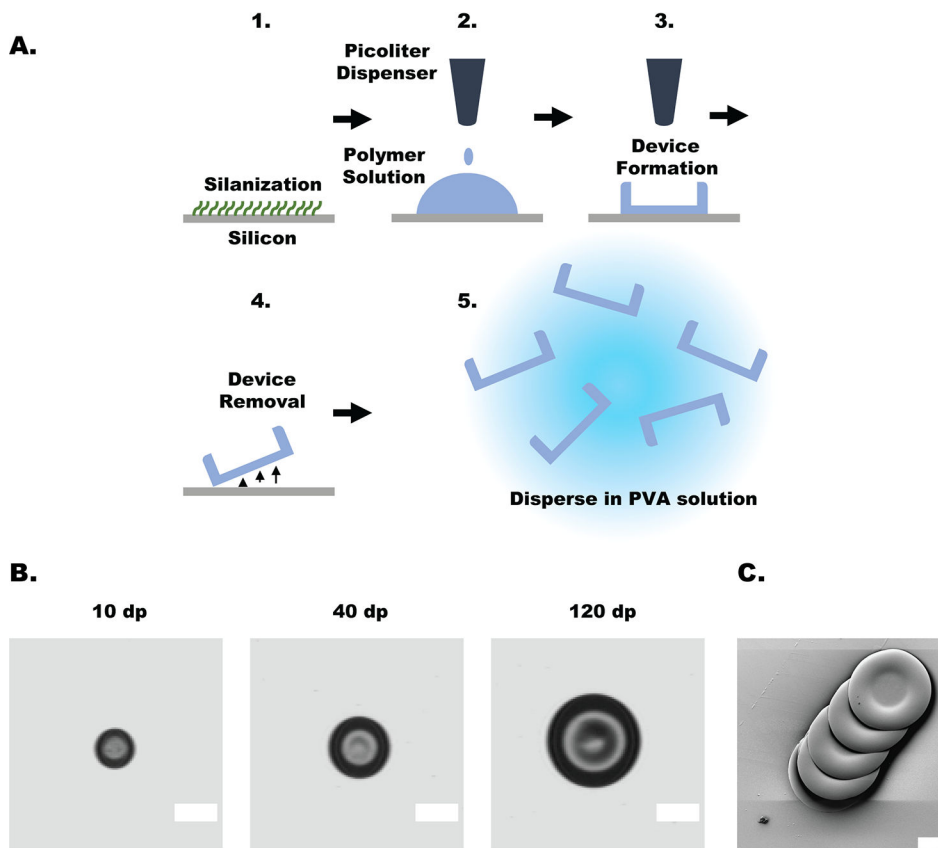 A.
1.
2.
3.
Picoliter
Dispenser
Polymer
Solution
Device
Formation
Silanization
Silicon
4.
5.
Device
Removal
Disperse in PVA solution
B.
C.
10 dp
40 dp
120 dp